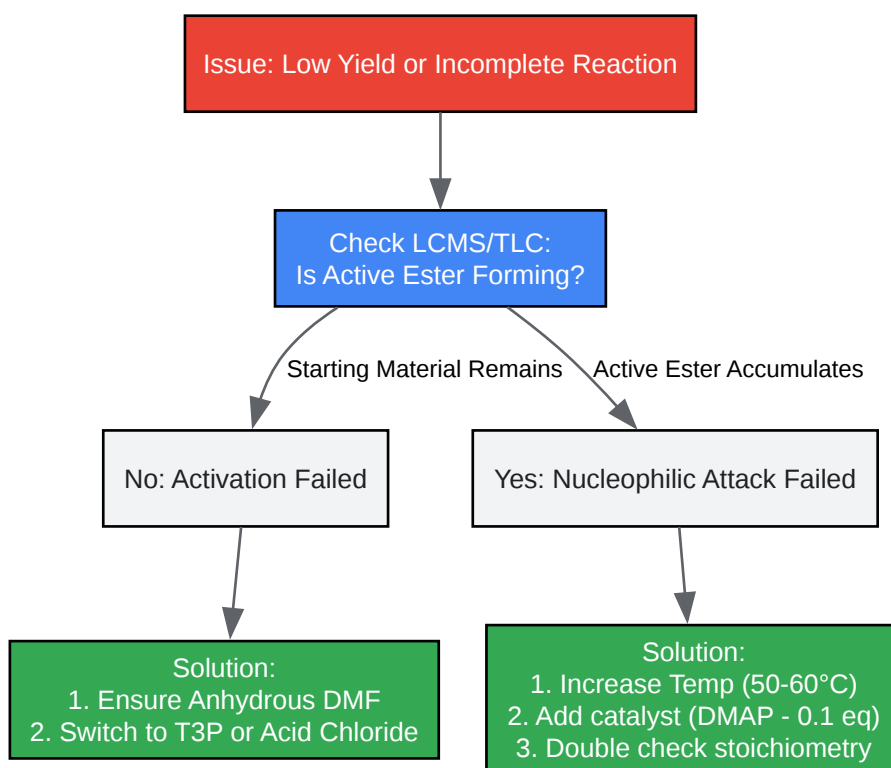 Issue: Low Yield or Incomplete Reaction
Check LCMS/TLC:
Is Active Ester Forming?
Starting Material Remains
Active Ester Accumulates
No: Activation Failed
Yes: Nucleophilic Attack Failed
Solution:
1. Ensure Anhydrous DMF
2. Switch to T3P or Acid Chloride
Solution:
1. Increase Temp (50-60°C)
2. Add catalyst (DMAP - 0.1 eq)
3. Double check stoichiometry